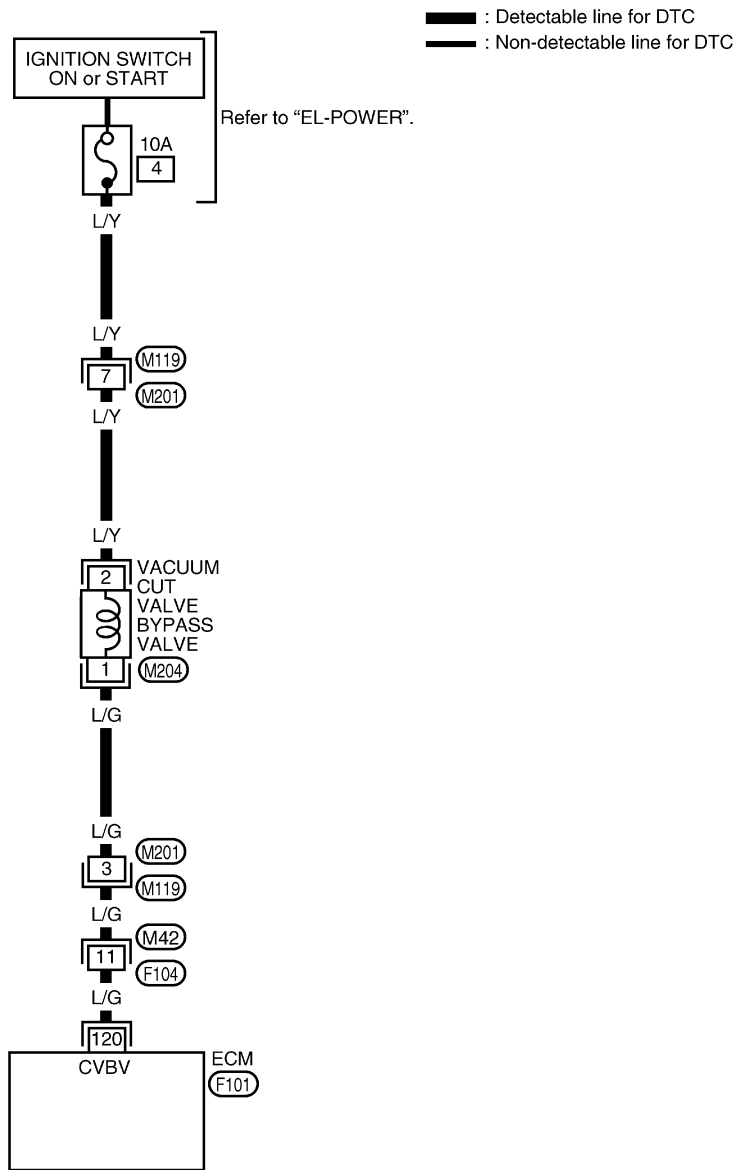 : Detectable line for DTC
: Non-detectable line for DTC
IGNITION SWITCH
ON or START
Refer to “EL-POWER”.
10A
4
L/Y
L/Y
M119
7
M201
L/Y
L/Y
2
VACUUM
CUT
VALVE
BYPASS
VALVE
1
M204
L/G
L/G
M201
3
M119
L/G
M42
11
F104
L/G
120
CVBV
ECM
F101